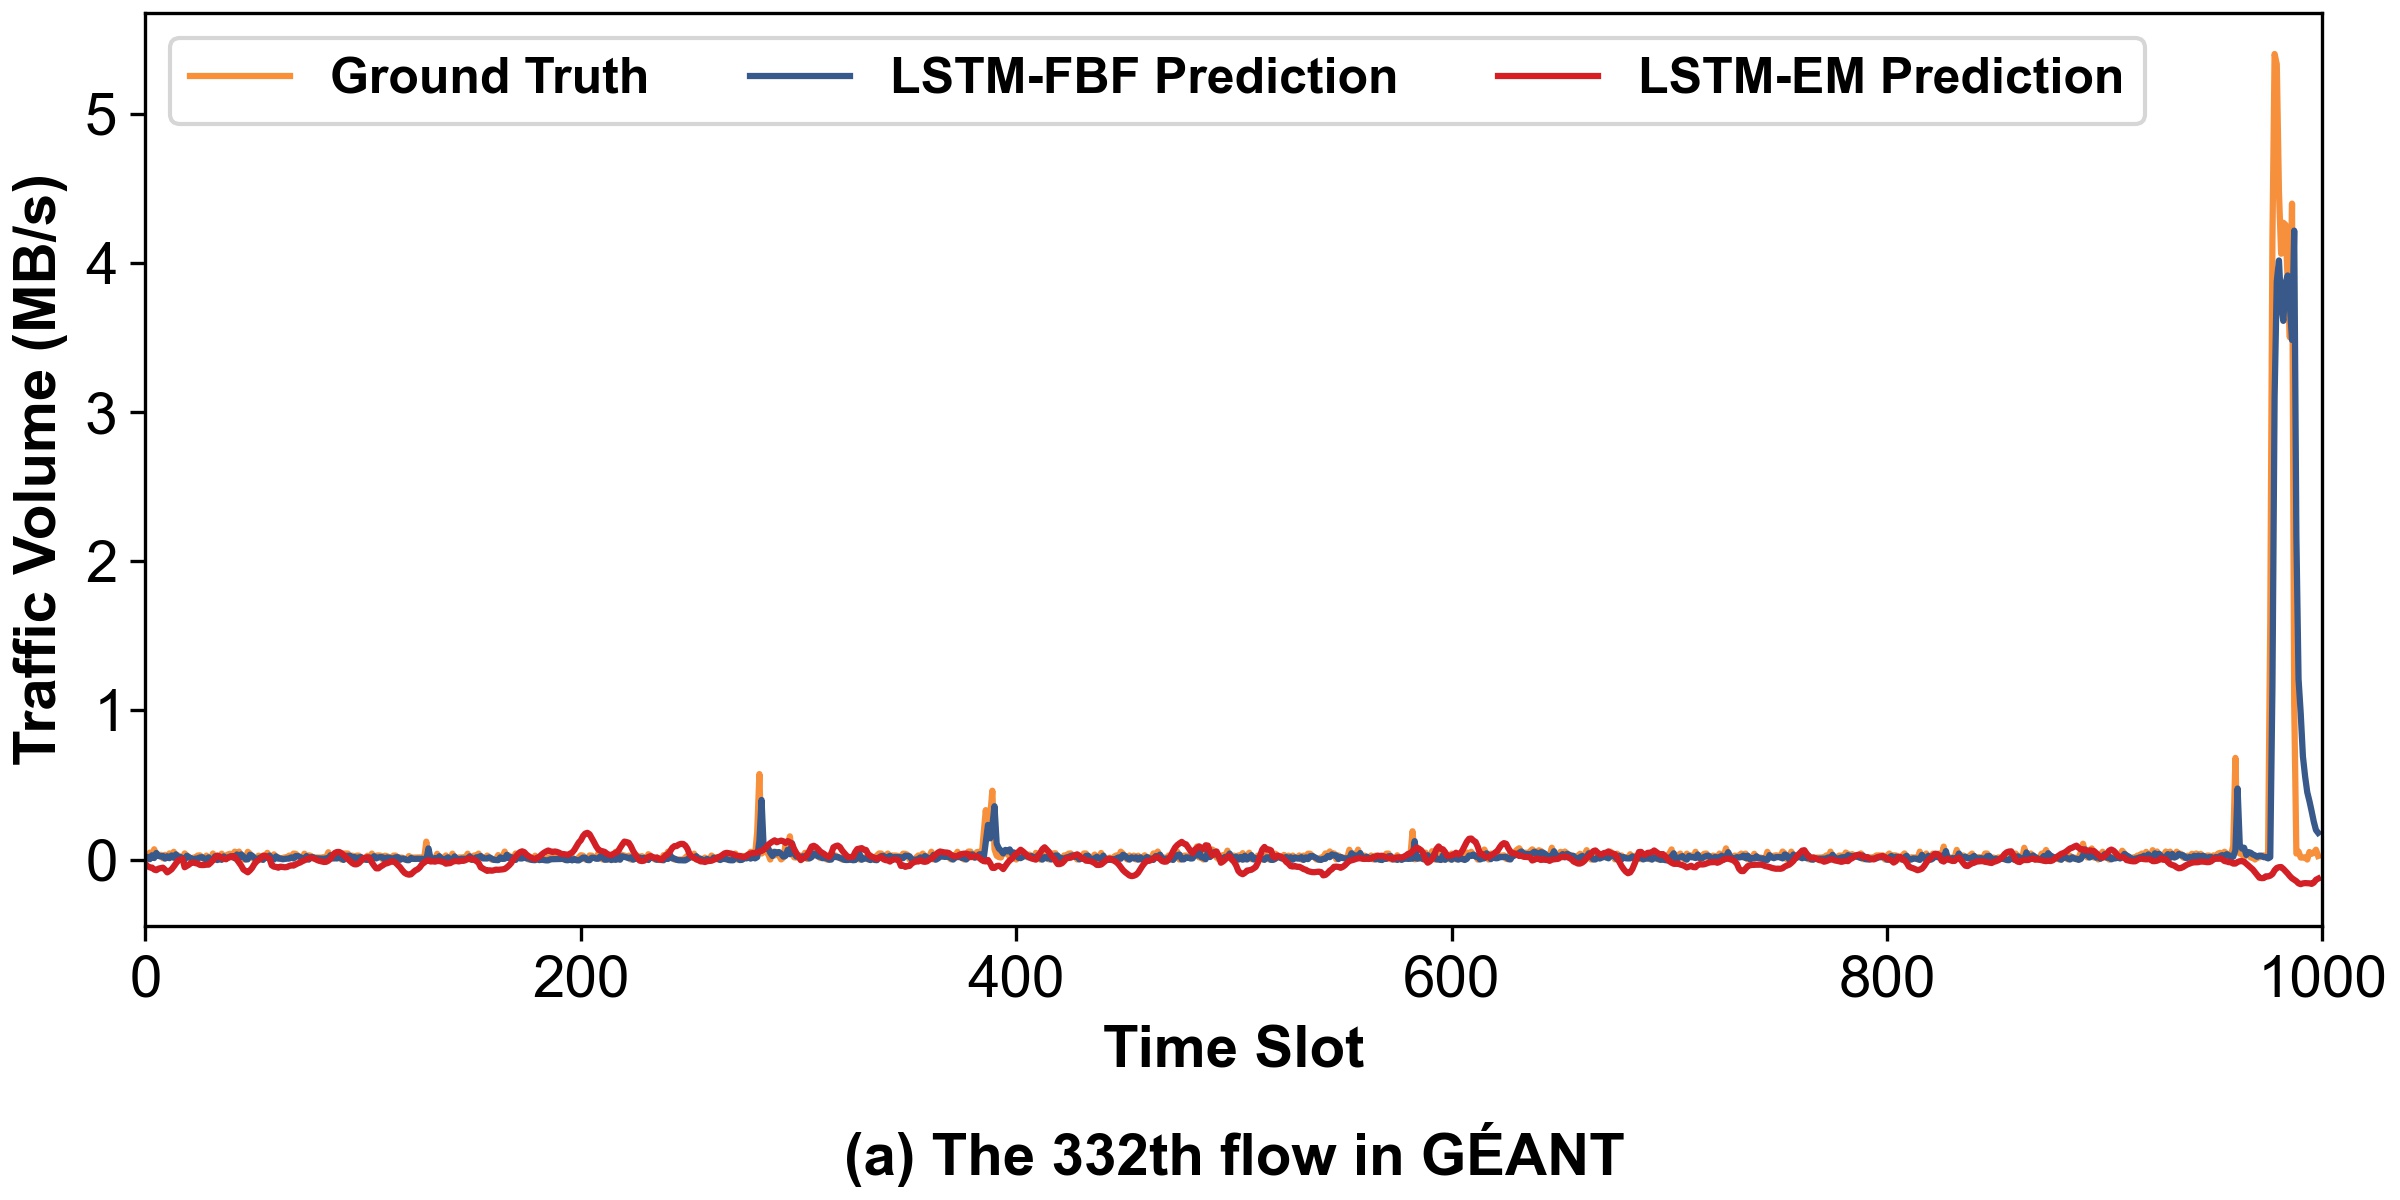 Ground Truth LSTM-FBF Prediction LSTM-EM Prediction
Traffic Volume (MB/s)
5
4
3
2
1
0
0 200 400 600 800 1000
Time Slot
(a) The 332th flow in GÉANT